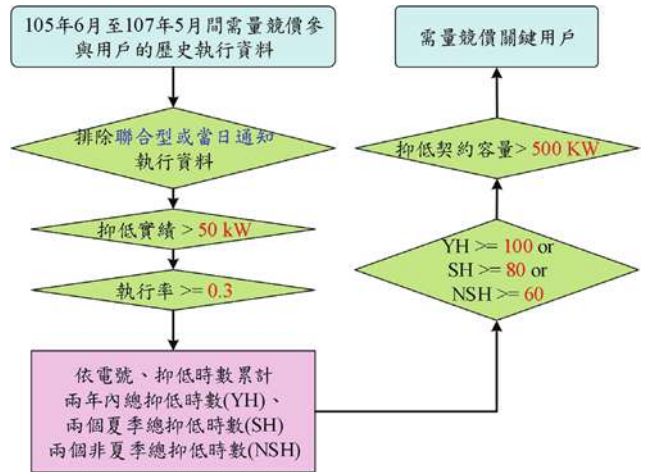 105年6月至107年5月間需量競價參
與用戶的歷史執行資料
排除聯合型或當日通知
執行資料
抑低實績 > 50 kW
執行率 >= 0.3
依電號、抑低時數累計
兩年內總抑低時數(YH)、
兩個夏季總抑低時數(SH)
兩個非夏季總抑低時數(NSH)
YH >= 100 or
SH >= 80 or
NSH >= 60
抑低契約容量> 500 KW
需量競價關鍵用戶